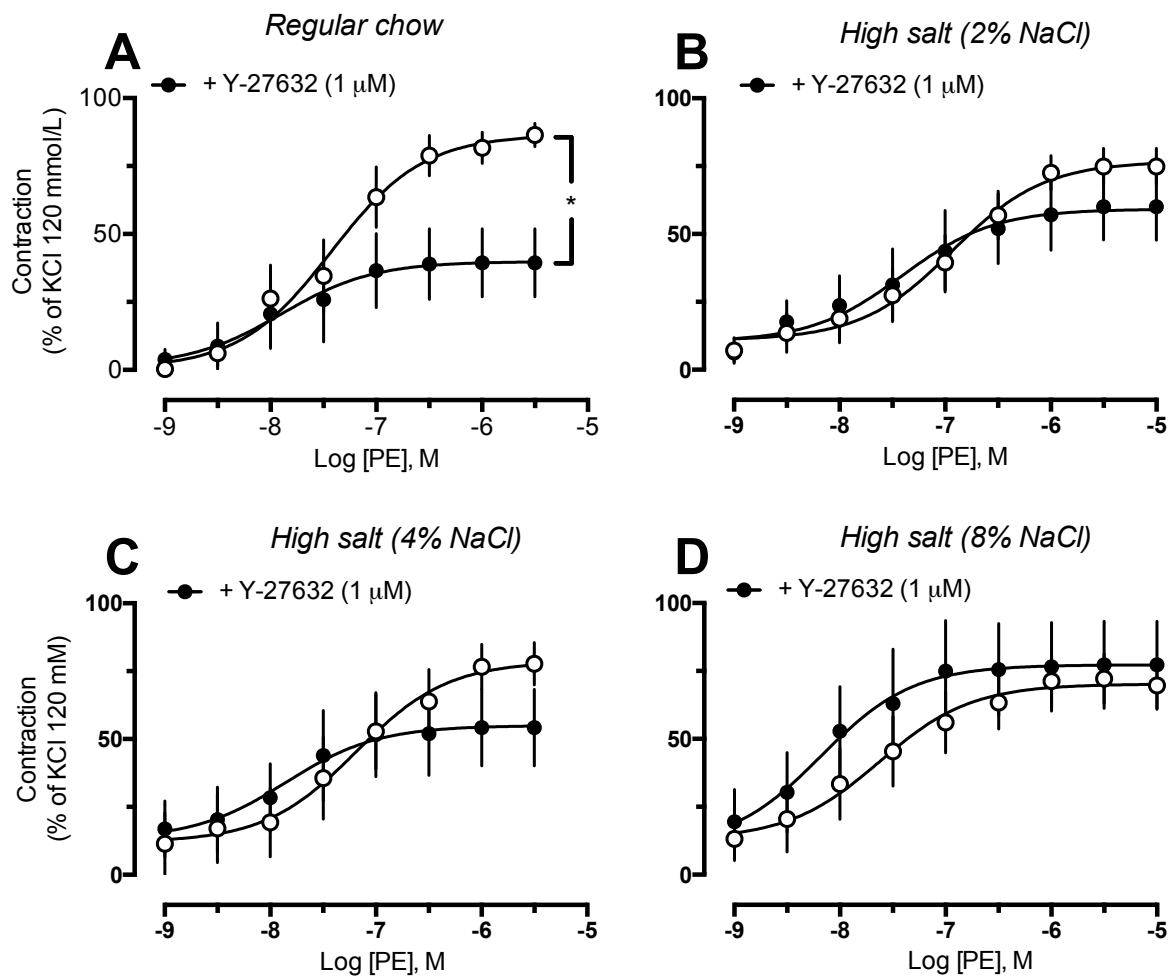 A
Regular chow
+ Y-27632 (1 μM)
Contraction
(% of KCl 120 mmol/L)
100
50
0
*
-9 -8 -7 -6 -5
Log [PE], M
B
High salt (2% NaCl)
+ Y-27632 (1 μM)
100
50
0
-9 -8 -7 -6 -5
Log [PE], M
C
High salt (4% NaCl)
+ Y-27632 (1 μM)
Contraction
(% of KCl 120 mM)
100
50
0
-9 -8 -7 -6 -5
Log [PE], M
D
High salt (8% NaCl)
+ Y-27632 (1 μM)
100
50
0
-9 -8 -7 -6 -5
Log [PE], M